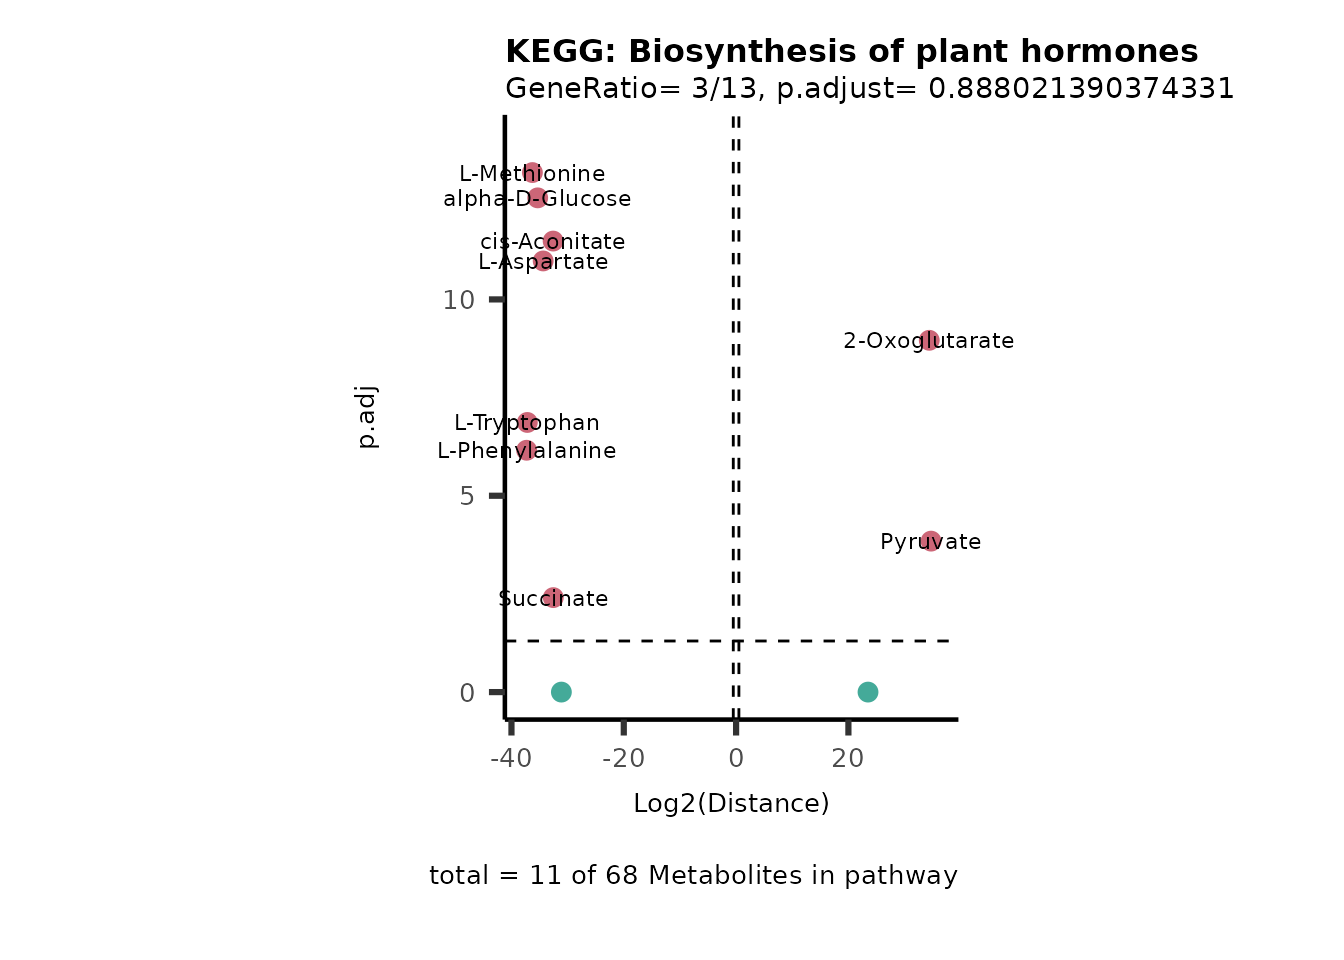 KEGG: Biosynthesis of plant hormones
GeneRatio= 3/13, p.adjust= 0.888021390374331
L-Methionine
alpha-D-Glucose
cis-Aconitate
L-Aspartate
10
2-Oxoglutarate
p.adj
L-Tryptophan
L-Phenylalanine
5
Pyruvate
Succinate
0
-40 -20 0 20
Log2(Distance)
total = 11 of 68 Metabolites in pathway